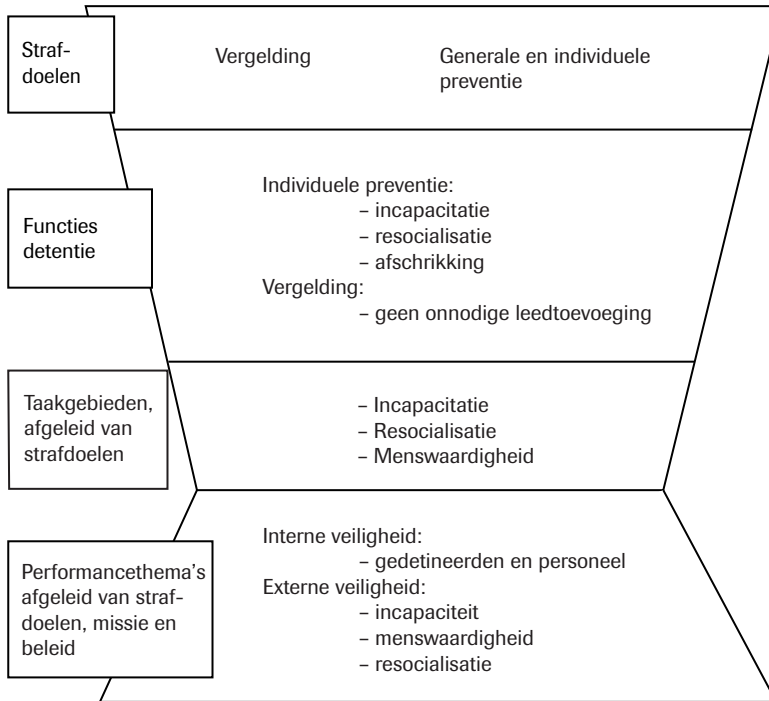 Straf-
doelen
Vergelding
Generale en individuele
preventie
Functies
detentie
Individuele preventie:
– incapacitatie
– resocialisatie
– afschrikking
Vergelding:
– geen onnodige leedtoevoeging
Taakgebieden,
afgeleid van
strafdoelen
– Incapacitatie
– Resocialisatie
– Menswaardigheid
Performancethema's
afgeleid van straf-
doelen, missie en
beleid
Interne veiligheid:
– gedetineerden en personeel
Externe veiligheid:
– incapaciteit
– menswaardigheid
– resocialisatie